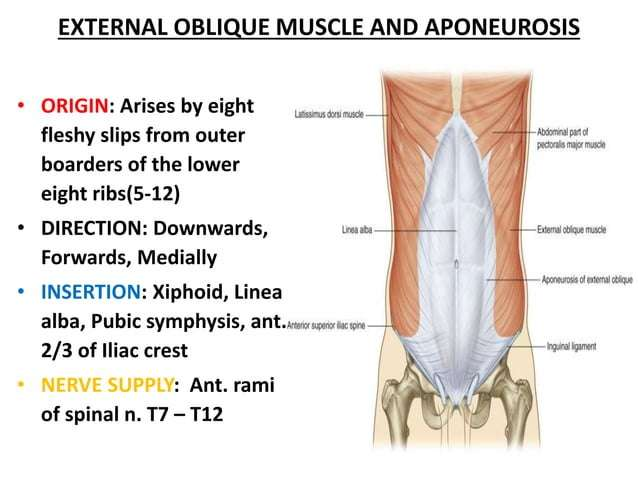 EXTERNAL OBLIQUE MUSCLE AND APONEUROSIS
• ORIGIN: Arises by eight
fleshy slips from outer
boarders of the lower
eight ribs(5-12)
• DIRECTION: Downwards,
Forwards, Medially
• INSERTION: Xiphoid, Linea
alba, Pubic symphysis, ant.
2/3 of Iliac crest
• NERVE SUPPLY: Ant. rami
of spinal n. T7 – T12
Latissimus dorsi muscle
Abdominal part of
pectoralis major muscle
Linea alba
External oblique muscle
Aponeurosis of external oblique
Anterior superior iliac spine
Inguinal ligament